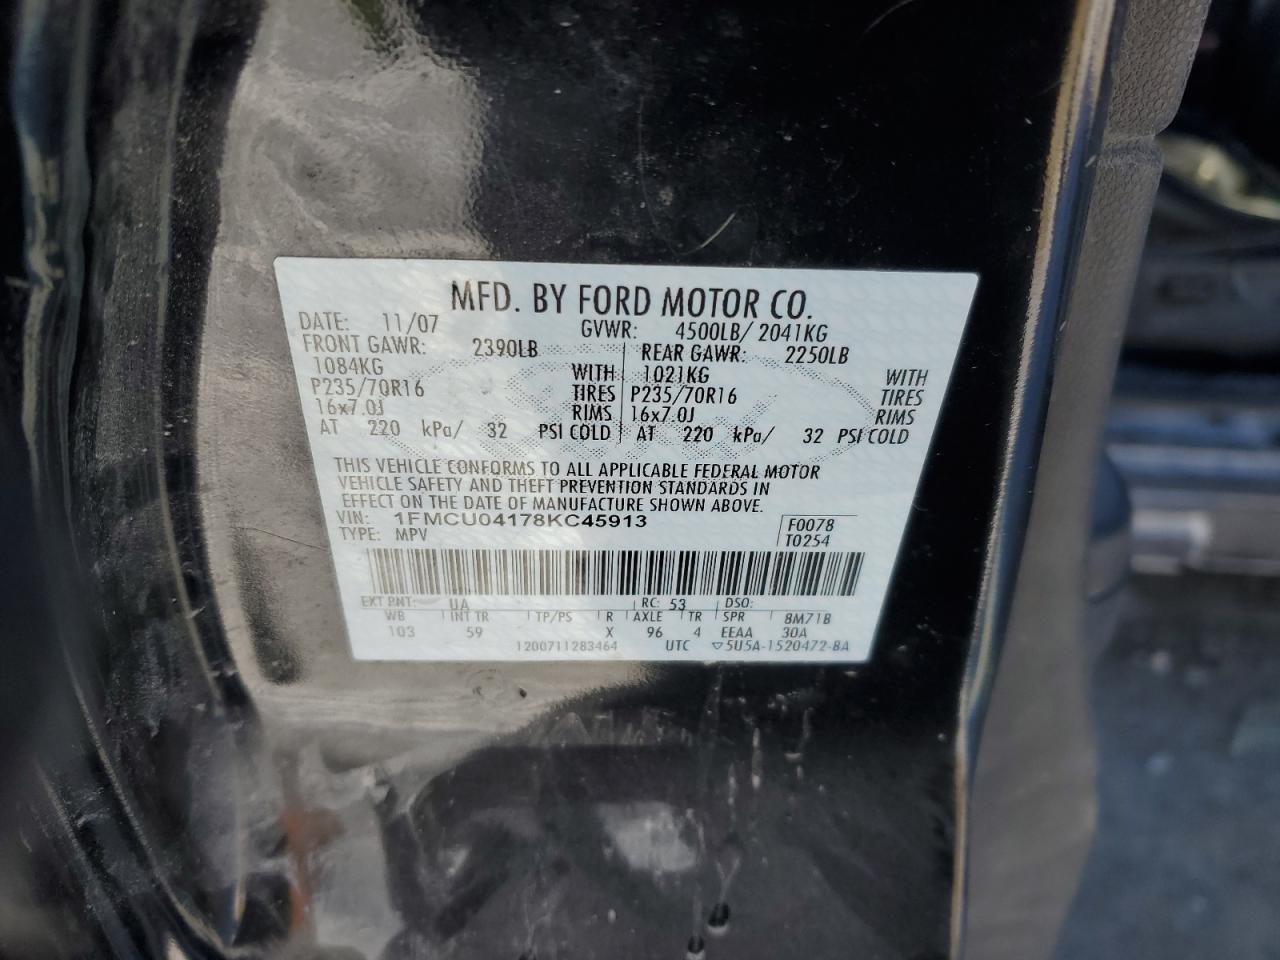 MFD. BY FORD MOTOR CO.
DATE: 11/07 GVWR: 4500LB/ 2041KG
FRONT GAWR: 2390LB REAR GAWR: 2250LB
1084KG WITH 1021KG WITH
P235/70R16 TIRES P235/70R16 TIRES
16x7.0J RIMS 16x7.0J RIMS
AT 220 kPa/ 32 PSI COLD AT 220 kPa/ 32 PSI COLD
THIS VEHICLE CONFORMS TO ALL APPLICABLE FEDERAL MOTOR
VEHICLE SAFETY AND THEFT PREVENTION STANDARDS IN
EFFECT ON THE DATE OF MANUFACTURE SHOWN ABOVE.
VIN: 1FMCU04178KC45913 F0078
TYPE: MPV T0254
EXT PNT: UA RC: 53 DSO:
WB INT TR TP/PS R AXLE TR SPR 8M71B
103 59 X 96 4 EEAA 30A
1200711283464 UTC ▽5U5A-1520472-BA